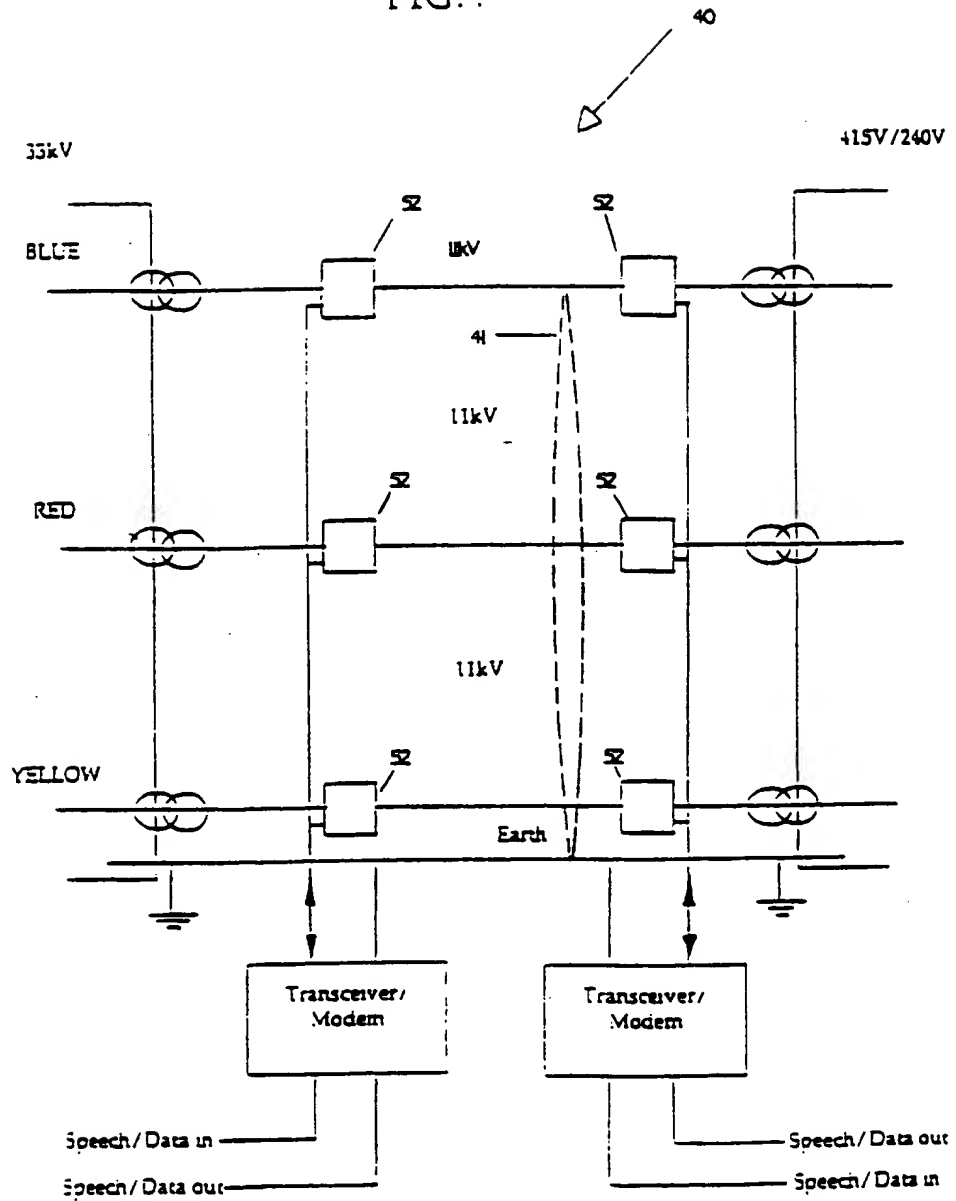 40
33kV
415V/240V
52
52
BLUE
11kV
41
11kV
52
52
RED
11kV
52
52
YELLOW
Earth
Transceiver/
Modem
Transceiver/
Modem
Speech/Data in
Speech/Data out
Speech/Data out
Speech/Data in